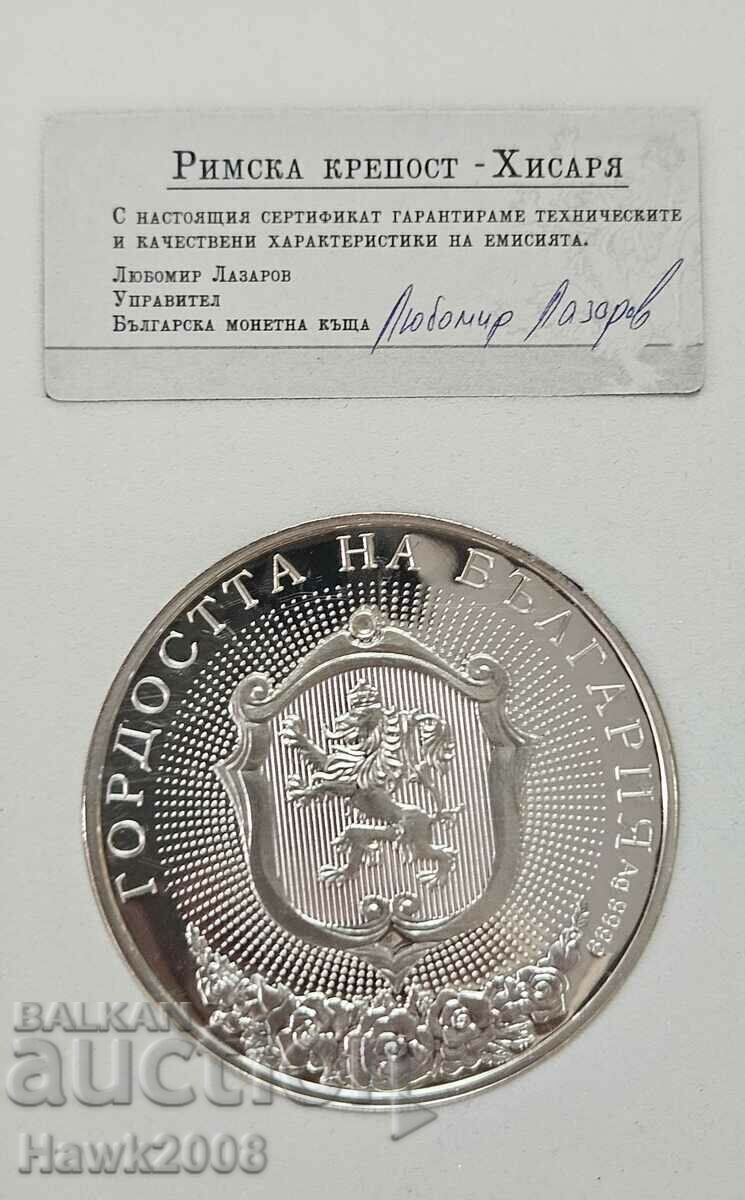 Римска крепост - Хисаря
С настоящия сертификат гарантираме техническите
и качествени характеристики на емисията.
Любомир Лазаров
Управител
Българска монетна къща Любомир Лазаров
ГОРДОСТТА НА БЪЛГАРИЯ Ag 9999
BALKAN
auction
Hawk2008